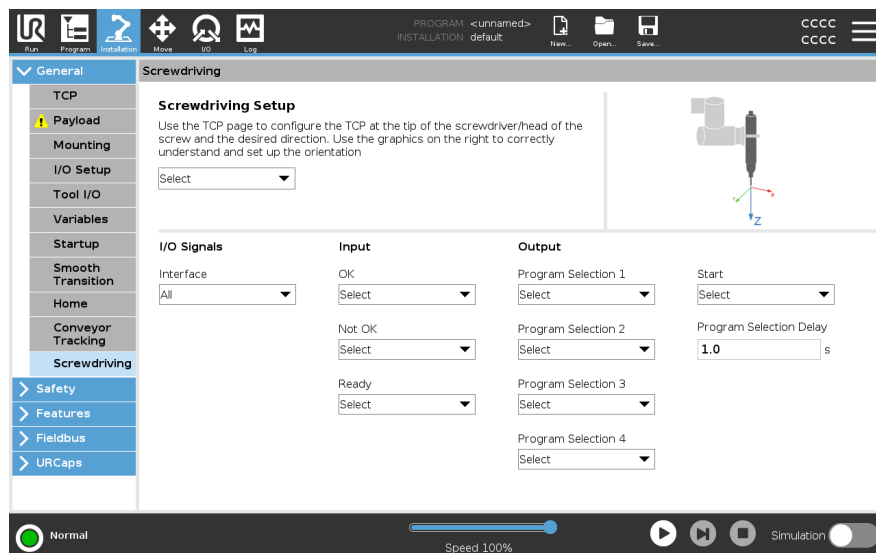 PROGRAM <unnamed>
INSTALLATION default
CCCC
CCCC
Run
Program
Installation
Move
I/O
Log
New...
Open...
Save...
General
Screwdriving
TCP
Payload
Mounting
I/O Setup
Tool I/O
Variables
Startup
Smooth
Transition
Home
Conveyor
Tracking
Screwdriving
Safety
Features
Fieldbus
URCaps
Screwdriving Setup
Use the TCP page to configure the TCP at the tip of the screwdriver/head of the
screw and the desired direction. Use the graphics on the right to correctly
understand and set up the orientation
Select
Y
X
Z
I/O Signals
Input
Output
Interface
All
OK
Select
Not OK
Select
Ready
Select
Program Selection 1
Select
Program Selection 2
Select
Program Selection 3
Select
Program Selection 4
Select
Start
Select
Program Selection Delay
1.0 s
Normal
Speed 100%
Simulation